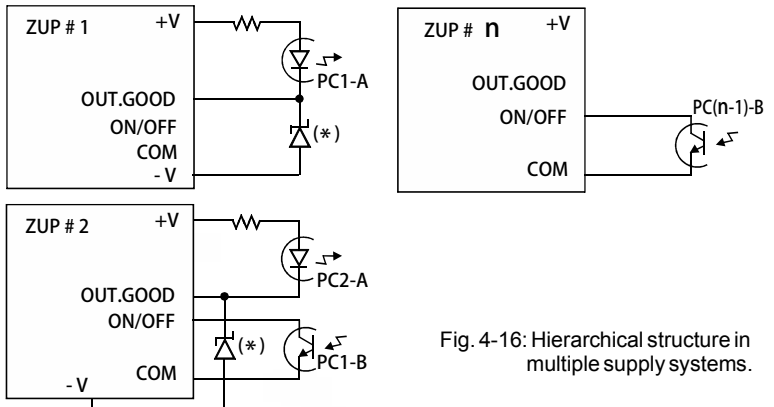 ZUP # 1
+V
PC1-A
OUT.GOOD
ON/OFF
(*)
COM
- V
ZUP # n
+V
OUT.GOOD
ON/OFF
PC(n-1)-B
COM
ZUP # 2
+V
PC2-A
OUT.GOOD
ON/OFF
(*)
PC1-B
COM
- V
Fig. 4-16: Hierarchical structure in
multiple supply systems.